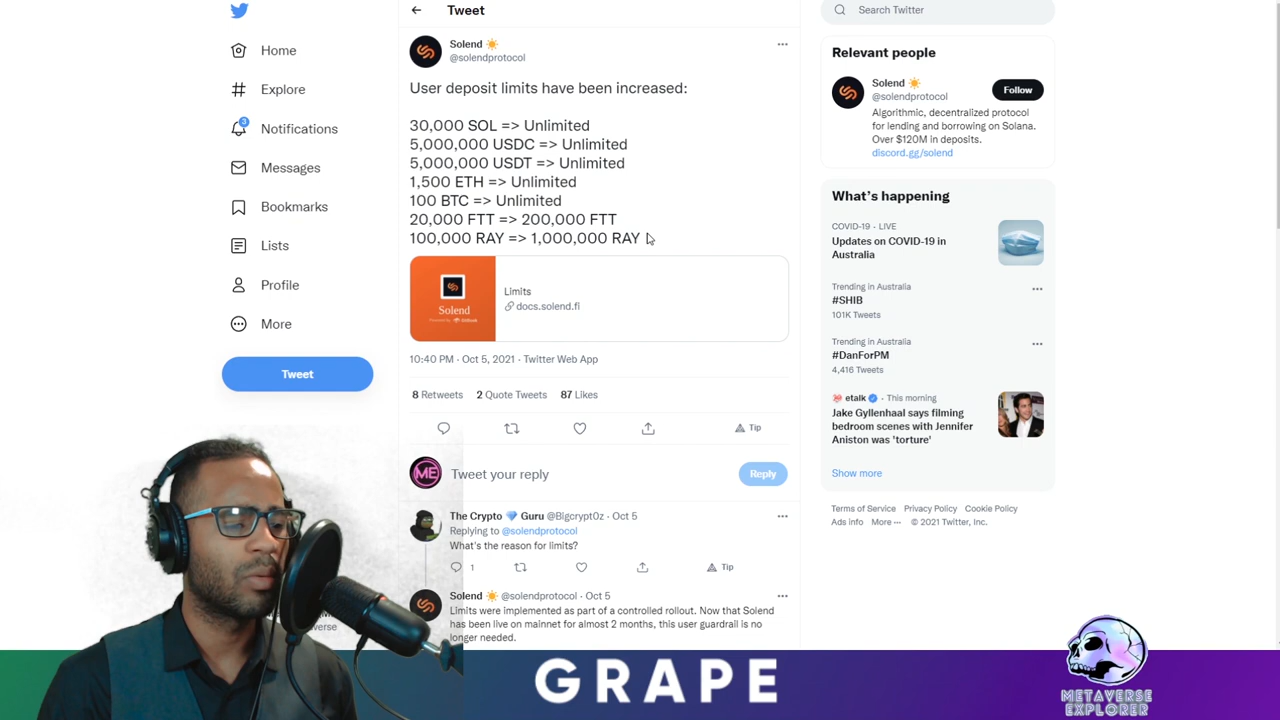 Home
Explore
3
Notifications
Messages
Bookmarks
Lists
Profile
More
Tweet
Tweet
Solend
@solendprotocol
User deposit limits have been increased:
30,000 SOL => Unlimited
5,000,000 USDC => Unlimited
5,000,000 USDT => Unlimited
1,500 ETH => Unlimited
100 BTC => Unlimited
20,000 FTT => 200,000 FTT
100,000 RAY => 1,000,000 RAY
Solend
Limits
docs.solend.fi
10:40 PM · Oct 5, 2021 · Twitter Web App
8 Retweets 2 Quote Tweets 87 Likes
Tip
ME
Tweet your reply
Reply
The Crypto 💎 Guru @Bigcrypt0z · Oct 5
Replying to @solendprotocol
What's the reason for limits?
1
Tip
Solend ☀️ @solendprotocol · Oct 5
Limits were implemented as part of a controlled rollout. Now that Solend
has been live on mainnet for almost 2 months, this user guardrail is no
longer needed.
Search Twitter
Relevant people
Solend
@solendprotocol
Follow
Algorithmic, decentralized protocol
for lending and borrowing on Solana.
Over $120M in deposits.
discord.gg/solend
What's happening
COVID-19 · LIVE
Updates on COVID-19 in
Australia
Trending in Australia
#SHIB
101K Tweets
Trending in Australia
#DanForPM
4,416 Tweets
etalk · This morning
Jake Gyllenhaal says filming
bedroom scenes with Jennifer
Aniston was 'torture'
Show more
Terms of Service Privacy Policy Cookie Policy
Ads info More ··· © 2021 Twitter, Inc.
GRAPE
METAVERSE
EXPLORER